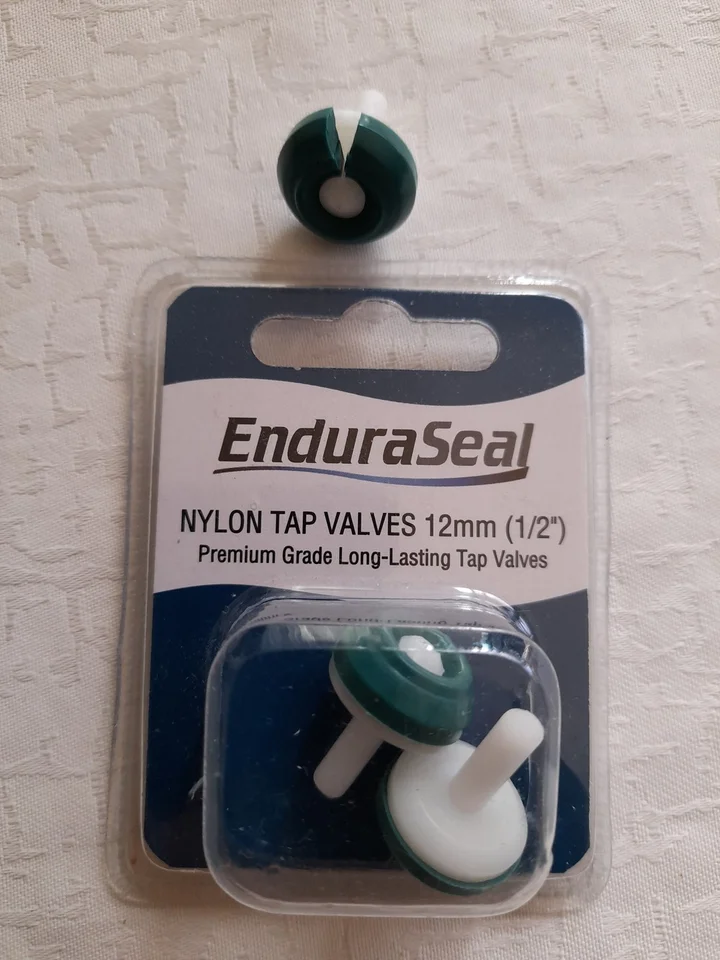 EnduraSeal
NYLON TAP VALVES 12mm (1/2")
Premium Grade Long-Lasting Tap Valves